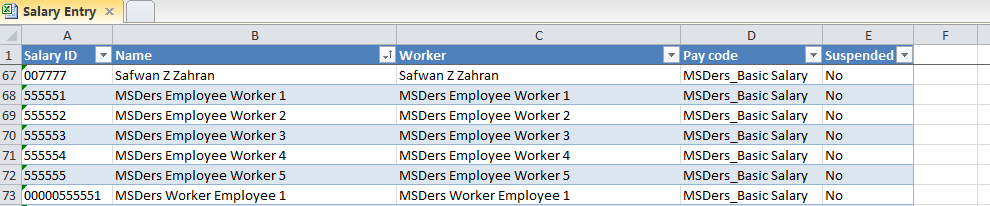 Salary Entry
A B C D E F
1 Salary ID Name Worker Pay code Suspended
67 007777 Safwan Z Zahran Safwan Z Zahran MSDers_Basic Salary No
68 555551 MSDers Employee Worker 1 MSDers Employee Worker 1 MSDers_Basic Salary No
69 555552 MSDers Employee Worker 2 MSDers Employee Worker 2 MSDers_Basic Salary No
70 555553 MSDers Employee Worker 3 MSDers Employee Worker 3 MSDers_Basic Salary No
71 555554 MSDers Employee Worker 4 MSDers Employee Worker 4 MSDers_Basic Salary No
72 555555 MSDers Employee Worker 5 MSDers Employee Worker 5 MSDers_Basic Salary No
73 00000555551 MSDers Worker Employee 1 MSDers Worker Employee 1 MSDers_Basic Salary No